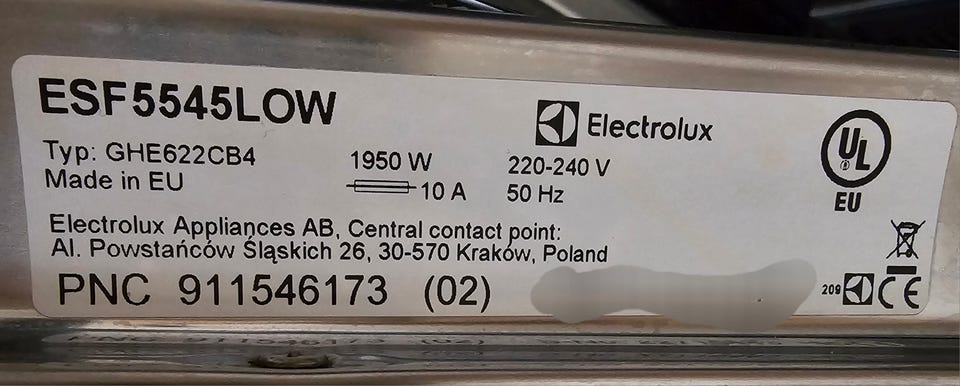 ESF5545LOW
Electrolux
Typ: GHE622CB4 1950 W 220-240 V
Made in EU 10 A 50 Hz
UL
EU
Electrolux Appliances AB, Central contact point:
Al. Powstańców Śląskich 26, 30-570 Kraków, Poland
PNC 911546173 (02)
209 CE